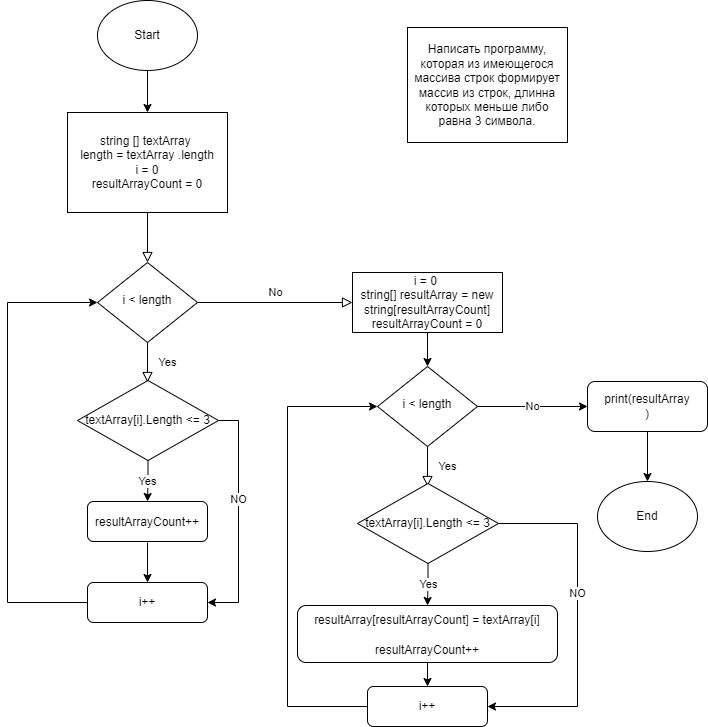 Start
Написать программу,
которая из имеющегося
массива строк формирует
массив из строк, длинна
которых меньше либо
равна 3 символа.
string [] textArray
length = textArray .length
i = 0
resultArrayCount = 0
i < length
No
Yes
textArray[i].Length <= 3
Yes
NO
resultArrayCount++
i++
i = 0
string[] resultArray = new
string[resultArrayCount]
resultArrayCount = 0
i < length
No
Yes
textArray[i].Length <= 3
Yes
NO
resultArray[resultArrayCount] = textArray[i]
resultArrayCount++
i++
print(resultArray
)
End